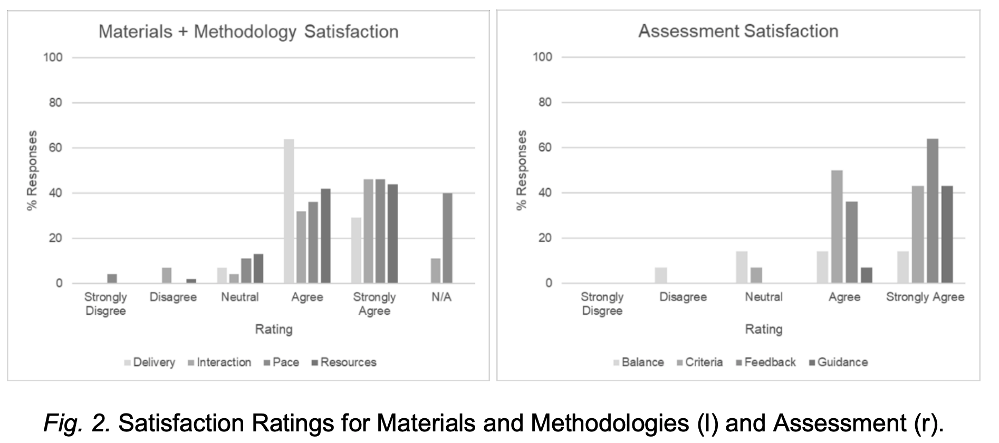 Materials + Methodology Satisfaction
100
80
60
40
20
0
% Responses
Strongly Disgree
Disagree
Neutral
Agree
Strongly Agree
N/A
Rating
Delivery Interaction Pace Resources
Assessment Satisfaction
100
80
60
40
20
0
% Responses
Strongly Disgree
Disagree
Neutral
Agree
Strongly Agree
Rating
Balance Criteria Feedback Guidance
Fig. 2. Satisfaction Ratings for Materials and Methodologies (l) and Assessment (r).